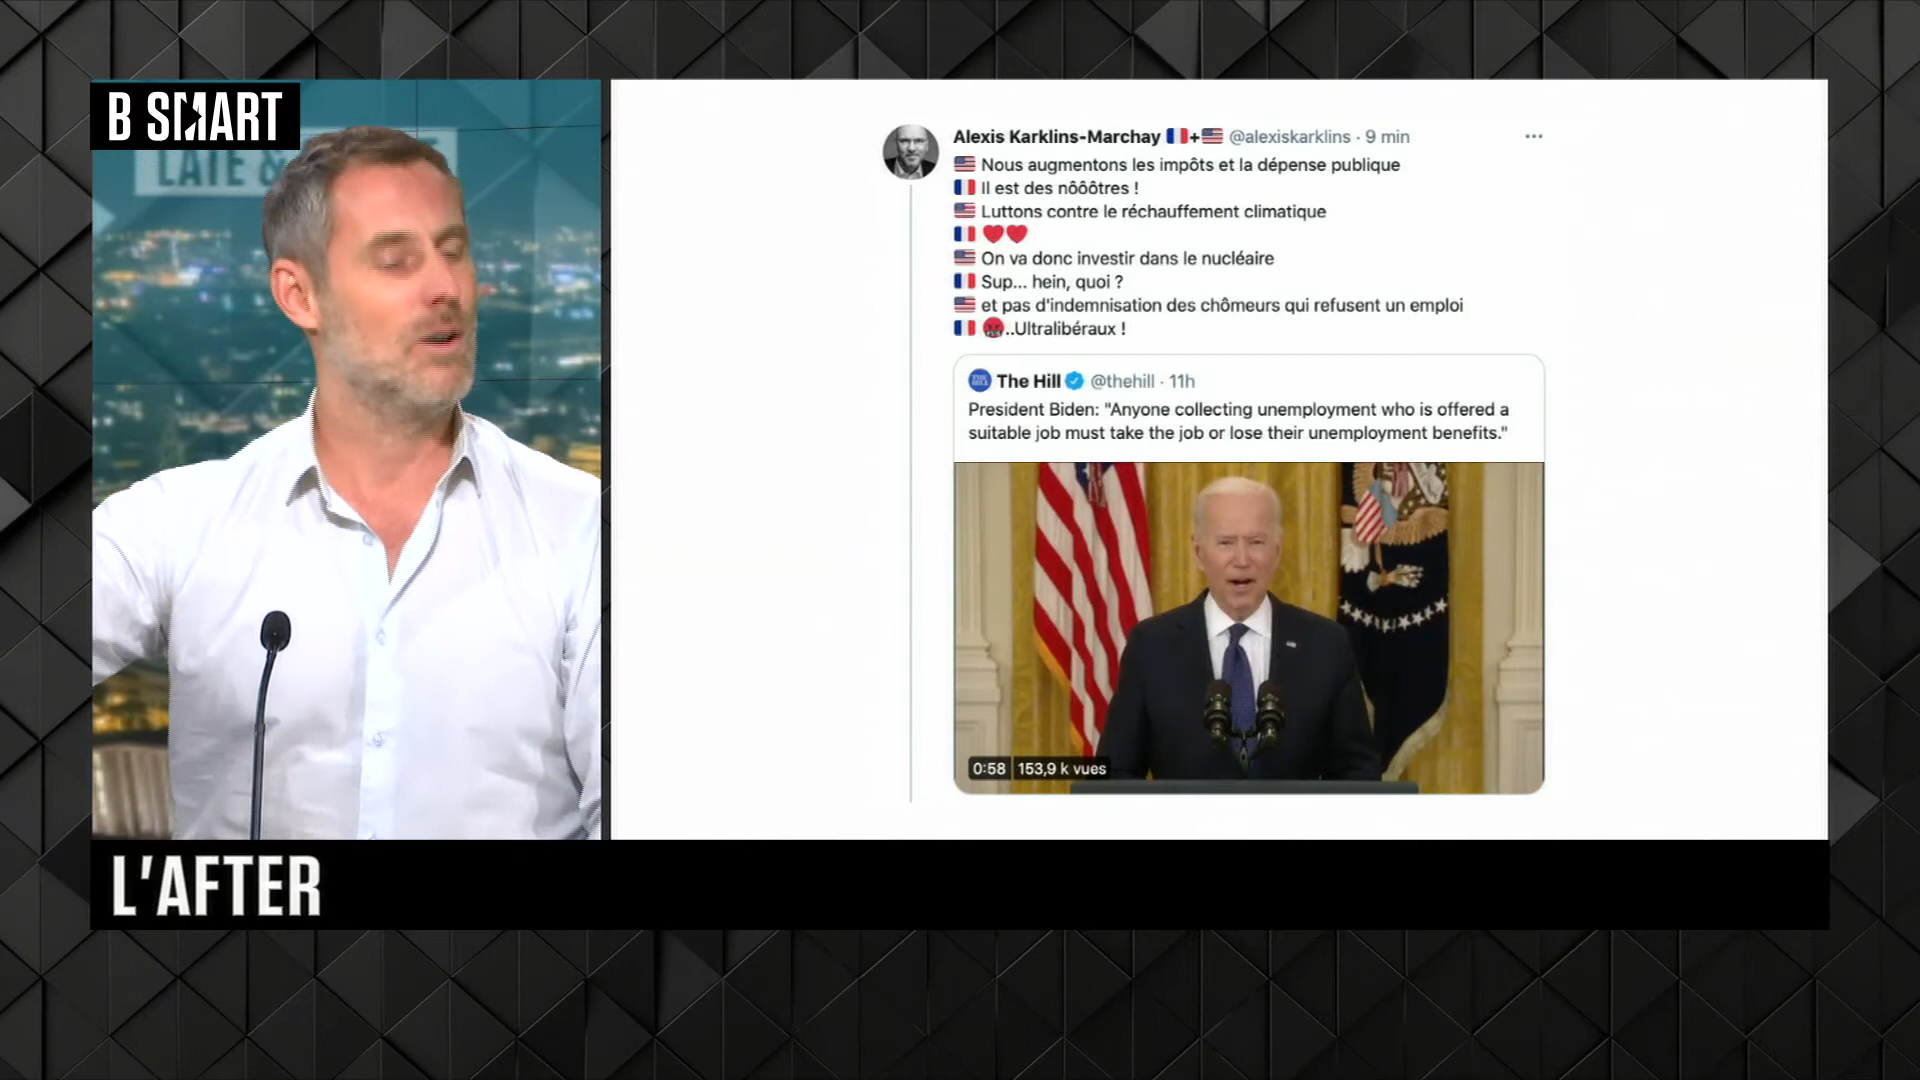 B SMART
LATE &
Alexis Karklins-Marchay 🇫🇷+🇺🇸 @alexiskarklins · 9 min
🇺🇸 Nous augmentons les impôts et la dépense publique
🇫🇷 Il est des nôôôtres !
🇺🇸 Luttons contre le réchauffement climatique
🇫🇷 ❤️❤️
🇺🇸 On va donc investir dans le nucléaire
🇫🇷 Sup... hein, quoi ?
🇺🇸 et pas d'indemnisation des chômeurs qui refusent un emploi
🇫🇷 🤬..Ultralibéraux !
The Hill @thehill · 11h
President Biden: "Anyone collecting unemployment who is offered a
suitable job must take the job or lose their unemployment benefits."
0:58 153,9 k vues
L'AFTER